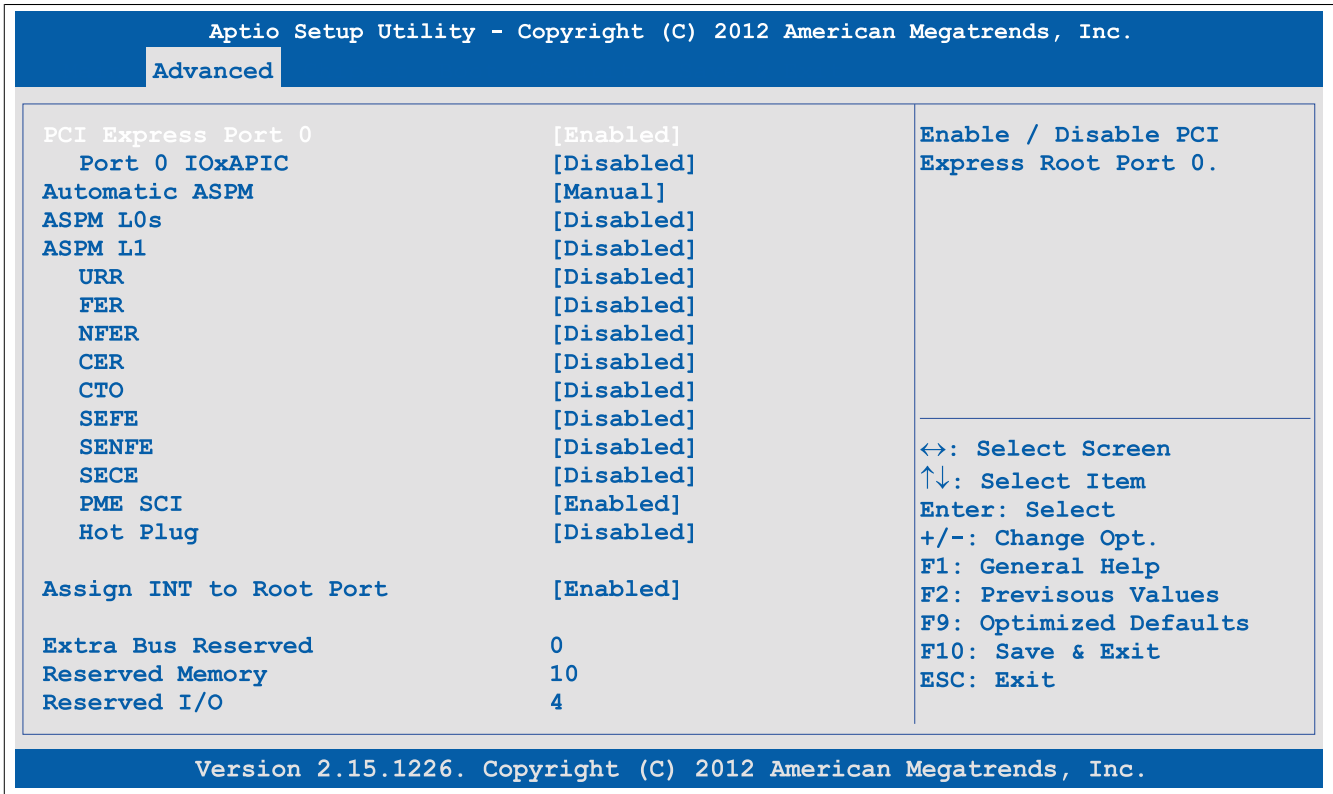 Aptio Setup Utility - Copyright (C) 2012 American Megatrends, Inc.
Advanced
PCI Express Port 0 [Enabled]
Port 0 IOxAPIC [Disabled]
Automatic ASPM [Manual]
ASPM L0s [Disabled]
ASPM L1 [Disabled]
URR [Disabled]
FER [Disabled]
NFER [Disabled]
CER [Disabled]
CTO [Disabled]
SEFE [Disabled]
SENFE [Disabled]
SECE [Disabled]
PME SCI [Enabled]
Hot Plug [Disabled]
Assign INT to Root Port [Enabled]
Extra Bus Reserved 0
Reserved Memory 10
Reserved I/O 4
Enable / Disable PCI
Express Root Port 0.
↔: Select Screen
↑↓: Select Item
Enter: Select
+/-: Change Opt.
F1: General Help
F2: Previsous Values
F9: Optimized Defaults
F10: Save & Exit
ESC: Exit
Version 2.15.1226. Copyright (C) 2012 American Megatrends, Inc.